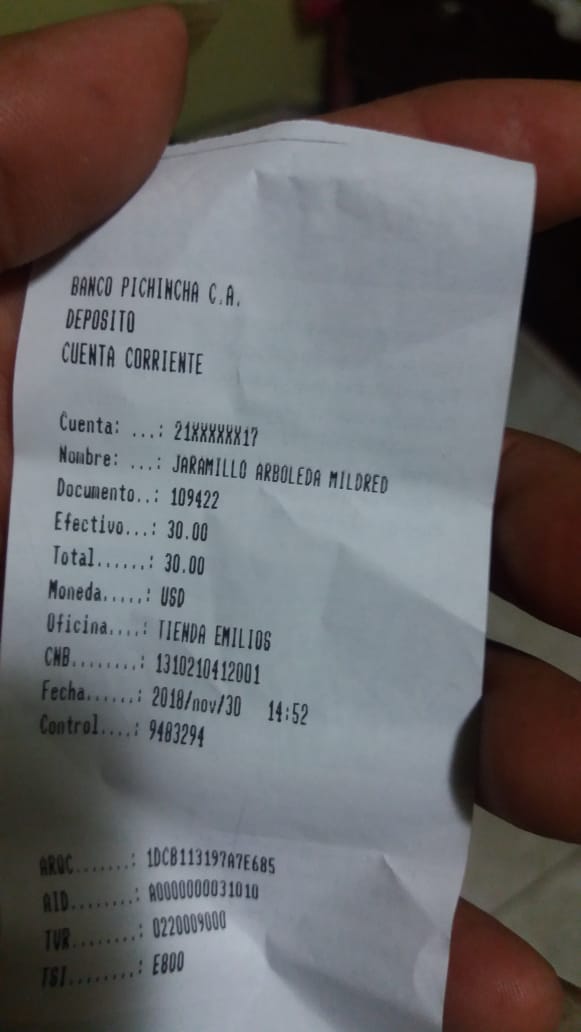 BANCO PICHINCHA C.A.
DEPOSITO
CUENTA CORRIENTE
Cuenta: ...: 21XXXXXX17
Nombre: ...: JARAMILLO ARBOLEDA MILDRED
Documento..: 109422
Efectivo...: 30.00
Total......: 30.00
Moneda.....: USD
Oficina....: TIENDA EMILIOS
CNB........: 1310210412001
Fecha......: 2018/nov/30 14:52
Control....: 9483294
ARQC.......: 1DCB113197A7E685
AID........: A0000000031010
TVR........: 0220009000
TSI........: E800